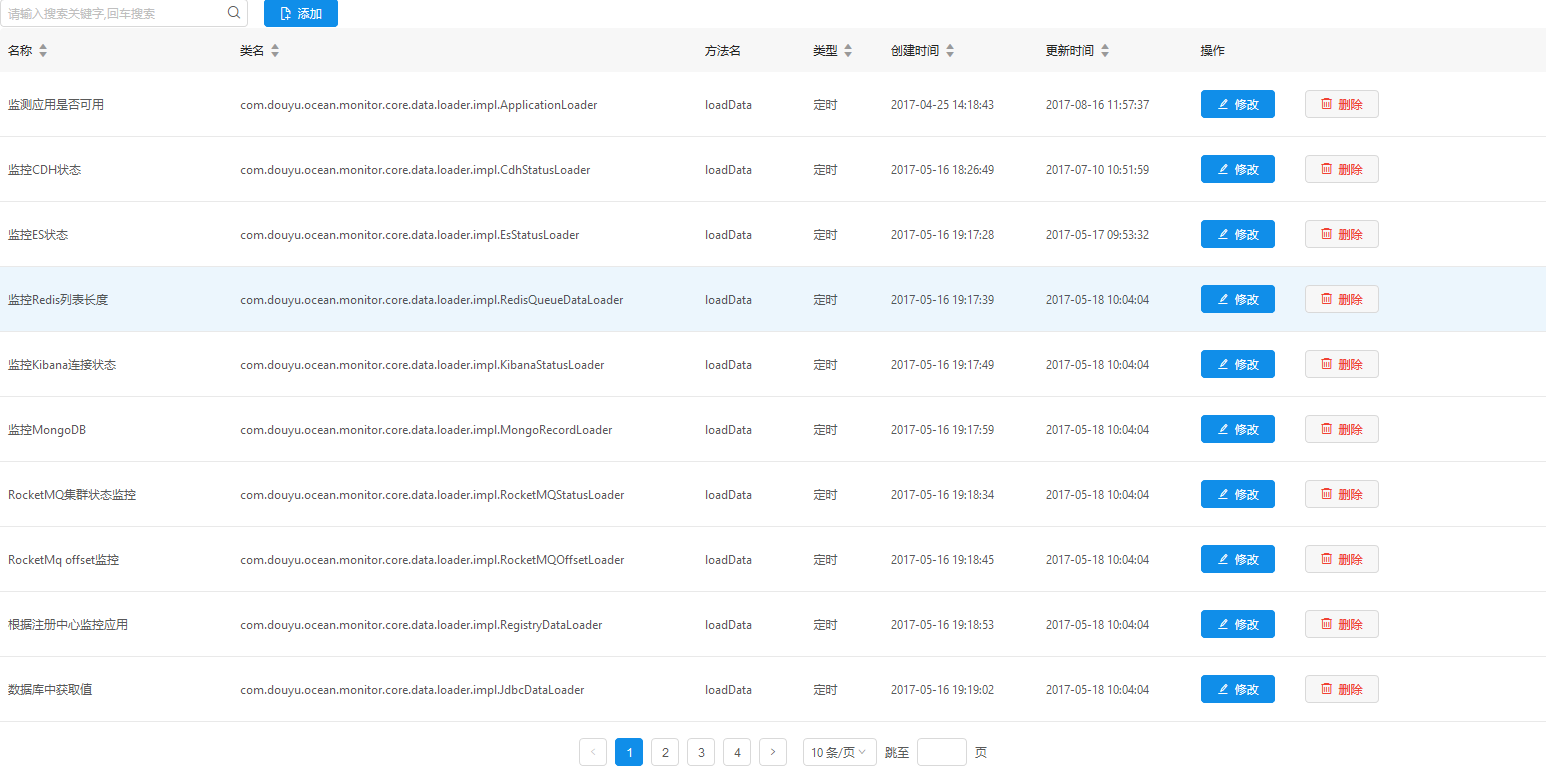 请输入搜索关键字,回车搜索 添加
名称 类名 方法名 类型 创建时间 更新时间 操作
监测应用是否可用 com.douyu.ocean.monitor.core.data.loader.impl.ApplicationLoader loadData 定时 2017-04-25 14:18:43 2017-08-16 11:57:37 修改 删除
监控CDH状态 com.douyu.ocean.monitor.core.data.loader.impl.CdhStatusLoader loadData 定时 2017-05-16 18:26:49 2017-07-10 10:51:59 修改 删除
监控ES状态 com.douyu.ocean.monitor.core.data.loader.impl.EsStatusLoader loadData 定时 2017-05-16 19:17:28 2017-05-17 09:53:32 修改 删除
监控Redis列表长度 com.douyu.ocean.monitor.core.data.loader.impl.RedisQueueDataLoader loadData 定时 2017-05-16 19:17:39 2017-05-18 10:04:04 修改 删除
监控Kibana连接状态 com.douyu.ocean.monitor.core.data.loader.impl.KibanaStatusLoader loadData 定时 2017-05-16 19:17:49 2017-05-18 10:04:04 修改 删除
监控MongoDB com.douyu.ocean.monitor.core.data.loader.impl.MongoRecordLoader loadData 定时 2017-05-16 19:17:59 2017-05-18 10:04:04 修改 删除
RocketMQ集群状态监控 com.douyu.ocean.monitor.core.data.loader.impl.RocketMQStatusLoader loadData 定时 2017-05-16 19:18:34 2017-05-18 10:04:04 修改 删除
RocketMq offset监控 com.douyu.ocean.monitor.core.data.loader.impl.RocketMQOffsetLoader loadData 定时 2017-05-16 19:18:45 2017-05-18 10:04:04 修改 删除
根据注册中心监控应用 com.douyu.ocean.monitor.core.data.loader.impl.RegistryDataLoader loadData 定时 2017-05-16 19:18:53 2017-05-18 10:04:04 修改 删除
数据库中获取值 com.douyu.ocean.monitor.core.data.loader.impl.JdbcDataLoader loadData 定时 2017-05-16 19:19:02 2017-05-18 10:04:04 修改 删除
1 2 3 4 10 条/页 跳至 页